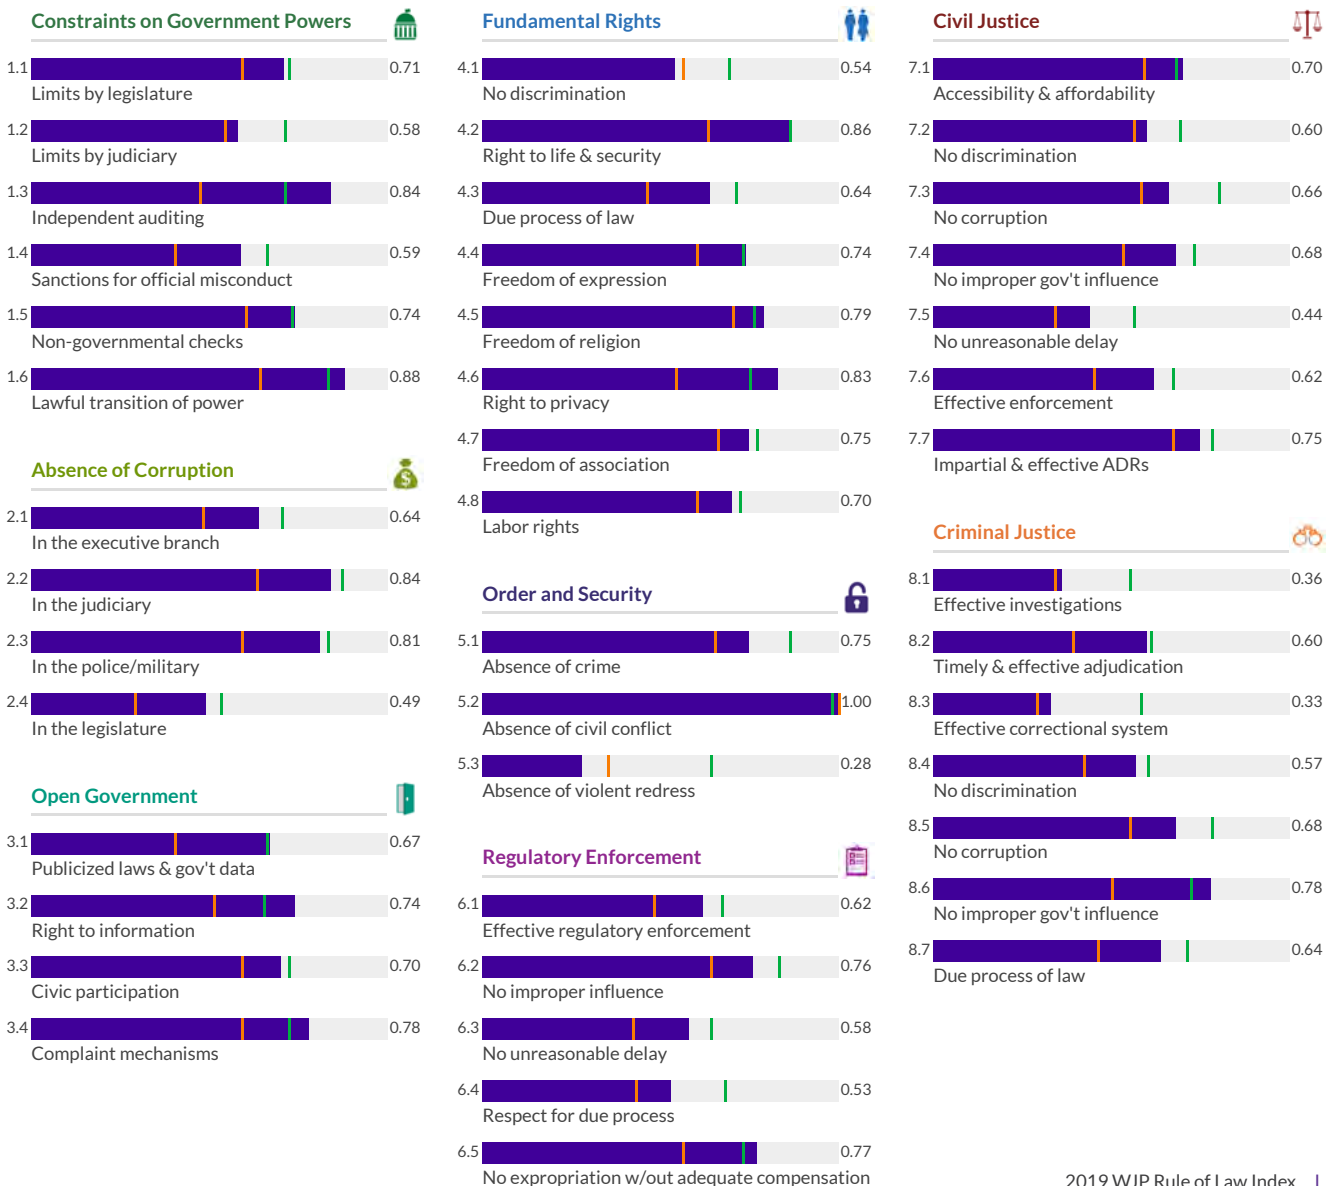 Constraints on Government Powers
1.1 0.71
Limits by legislature
1.2 0.58
Limits by judiciary
1.3 0.84
Independent auditing
1.4 0.59
Sanctions for official misconduct
1.5 0.74
Non-governmental checks
1.6 0.88
Lawful transition of power
Absence of Corruption
2.1 0.64
In the executive branch
2.2 0.84
In the judiciary
2.3 0.81
In the police/military
2.4 0.49
In the legislature
Open Government
3.1 0.67
Publicized laws & gov't data
3.2 0.74
Right to information
3.3 0.70
Civic participation
3.4 0.78
Complaint mechanisms
Fundamental Rights
4.1 0.54
No discrimination
4.2 0.86
Right to life & security
4.3 0.64
Due process of law
4.4 0.74
Freedom of expression
4.5 0.79
Freedom of religion
4.6 0.83
Right to privacy
4.7 0.75
Freedom of association
4.8 0.70
Labor rights
Order and Security
5.1 0.75
Absence of crime
5.2 1.00
Absence of civil conflict
5.3 0.28
Absence of violent redress
Regulatory Enforcement
6.1 0.62
Effective regulatory enforcement
6.2 0.76
No improper influence
6.3 0.58
No unreasonable delay
6.4 0.53
Respect for due process
6.5 0.77
No expropriation w/out adequate compensation
Civil Justice
7.1 0.70
Accessibility & affordability
7.2 0.60
No discrimination
7.3 0.66
No corruption
7.4 0.68
No improper gov't influence
7.5 0.44
No unreasonable delay
7.6 0.62
Effective enforcement
7.7 0.75
Impartial & effective ADRs
Criminal Justice
8.1 0.36
Effective investigations
8.2 0.60
Timely & effective adjudication
8.3 0.33
Effective correctional system
8.4 0.57
No discrimination
8.5 0.68
No corruption
8.6 0.78
No improper gov't influence
8.7 0.64
Due process of law
2019 WJP Rule of Law Index |